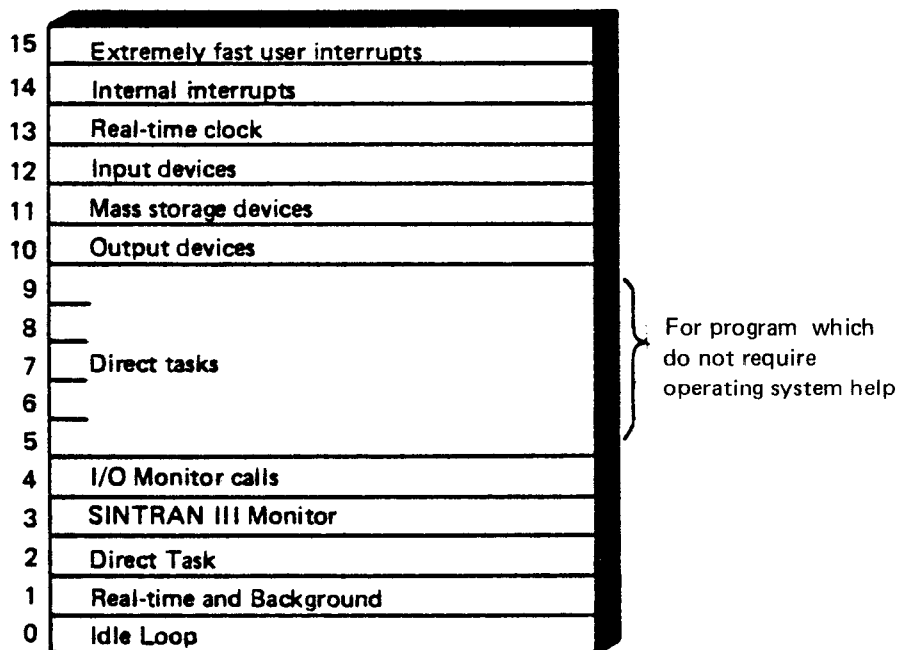 15 Extremely fast user interrupts
14 Internal interrupts
13 Real-time clock
12 Input devices
11 Mass storage devices
10 Output devices
9
8
7 Direct tasks
6
5
For program which
do not require
operating system help
4 I/O Monitor calls
3 SINTRAN III Monitor
2 Direct Task
1 Real-time and Background
0 Idle Loop